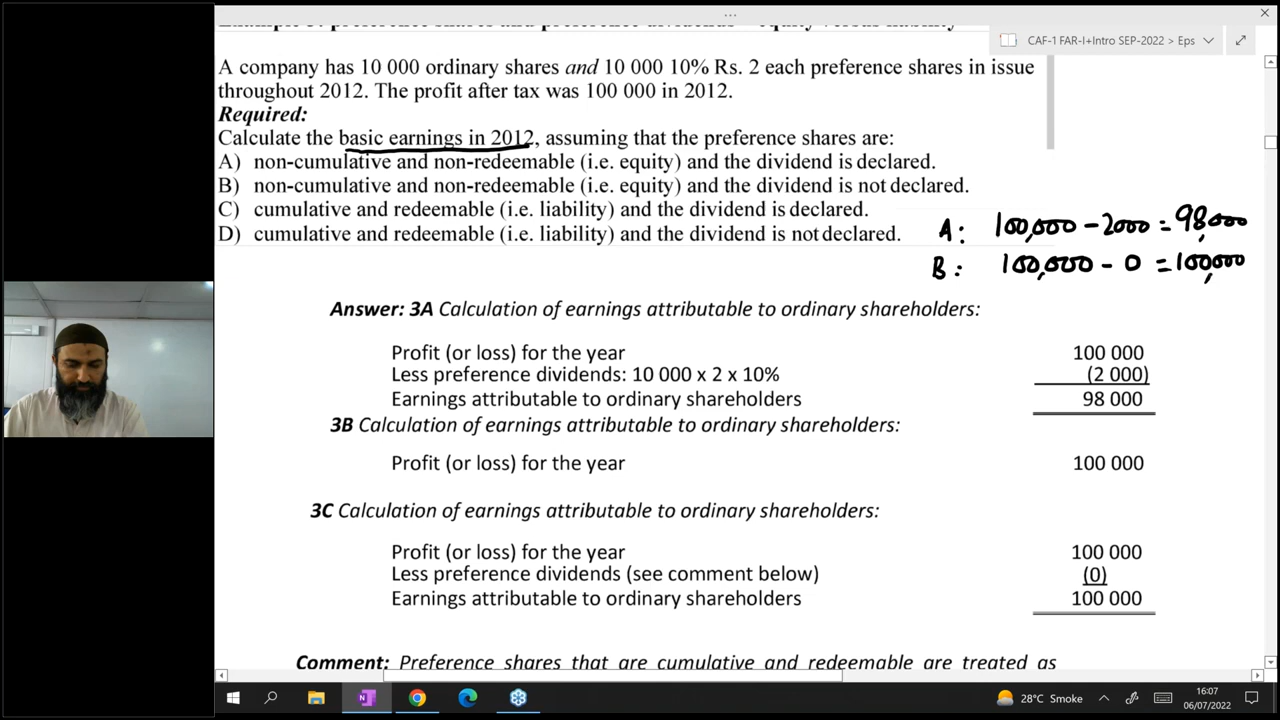 CAF-1 FAR-I+Intro SEP-2022 > Eps
A company has 10 000 ordinary shares and 10 000 10% Rs. 2 each preference shares in issue
throughout 2012. The profit after tax was 100 000 in 2012.
Required:
Calculate the basic earnings in 2012, assuming that the preference shares are:
A) non-cumulative and non-redeemable (i.e. equity) and the dividend is declared.
B) non-cumulative and non-redeemable (i.e. equity) and the dividend is not declared.
C) cumulative and redeemable (i.e. liability) and the dividend is declared.
D) cumulative and redeemable (i.e. liability) and the dividend is not declared.
A: 100,000 - 2000 = 98,000
B: 100,000 - 0 = 100,000
Answer: 3A Calculation of earnings attributable to ordinary shareholders:
Profit (or loss) for the year 100 000
Less preference dividends: 10 000 x 2 x 10% (2 000)
Earnings attributable to ordinary shareholders 98 000
3B Calculation of earnings attributable to ordinary shareholders:
Profit (or loss) for the year 100 000
3C Calculation of earnings attributable to ordinary shareholders:
Profit (or loss) for the year 100 000
Less preference dividends (see comment below) (0)
Earnings attributable to ordinary shareholders 100 000
Comment: Preference shares that are cumulative and redeemable are treated as
28°C Smoke
16:07
06/07/2022